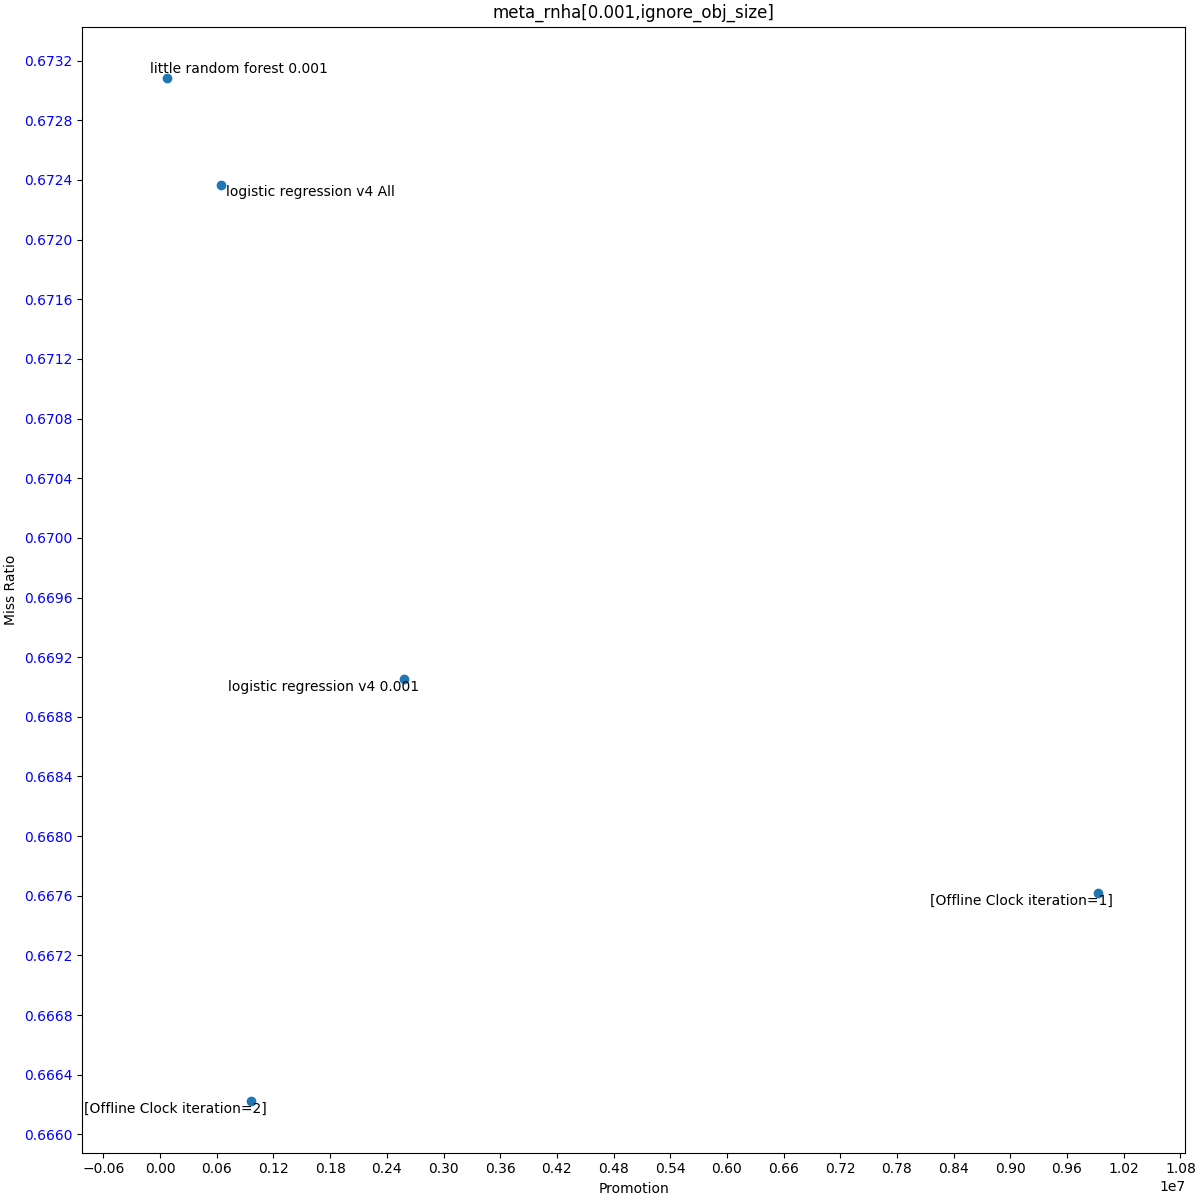 meta_rnha[0.001,ignore_obj_size]
0.6732
little random forest 0.001
0.6728
0.6724
logistic regression v4 All
0.6720
0.6716
0.6712
0.6708
0.6704
0.6700
Miss Ratio
0.6696
0.6692
logistic regression v4 0.001
0.6688
0.6684
0.6680
0.6676
[Offline Clock iteration=1]
0.6672
0.6668
0.6664
[Offline Clock iteration=2]
0.6660
−0.06 0.00 0.06 0.12 0.18 0.24 0.30 0.36 0.42 0.48 0.54 0.60 0.66 0.72 0.78 0.84 0.90 0.96 1.02 1.08
1e7
Promotion